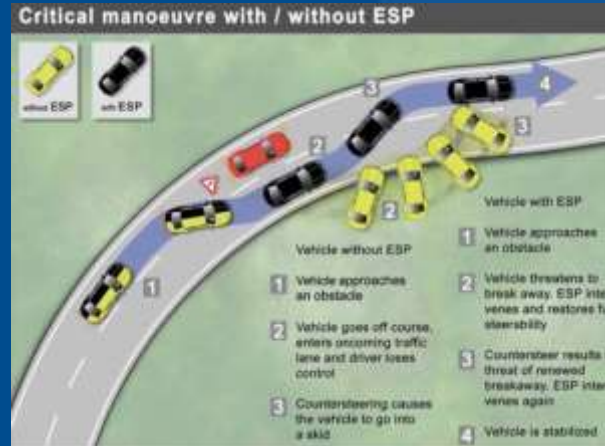 Critical manoeuvre with / without ESP
without ESP
with ESP
3
4
2
3
2
1
Vehicle without ESP
1 Vehicle approaches
an obstacle
2 Vehicle goes off course,
enters oncoming traffic
lane and driver loses
control
3 Countersteering causes
the vehicle to go into
a skid
Vehicle with ESP
1 Vehicle approaches
an obstacle
2 Vehicle threatens to
break away. ESP inter
venes and restores fu
steerability
3 Countersteer results
threat of renewed
breakaway. ESP inter
venes again
4 Vehicle is stabilized